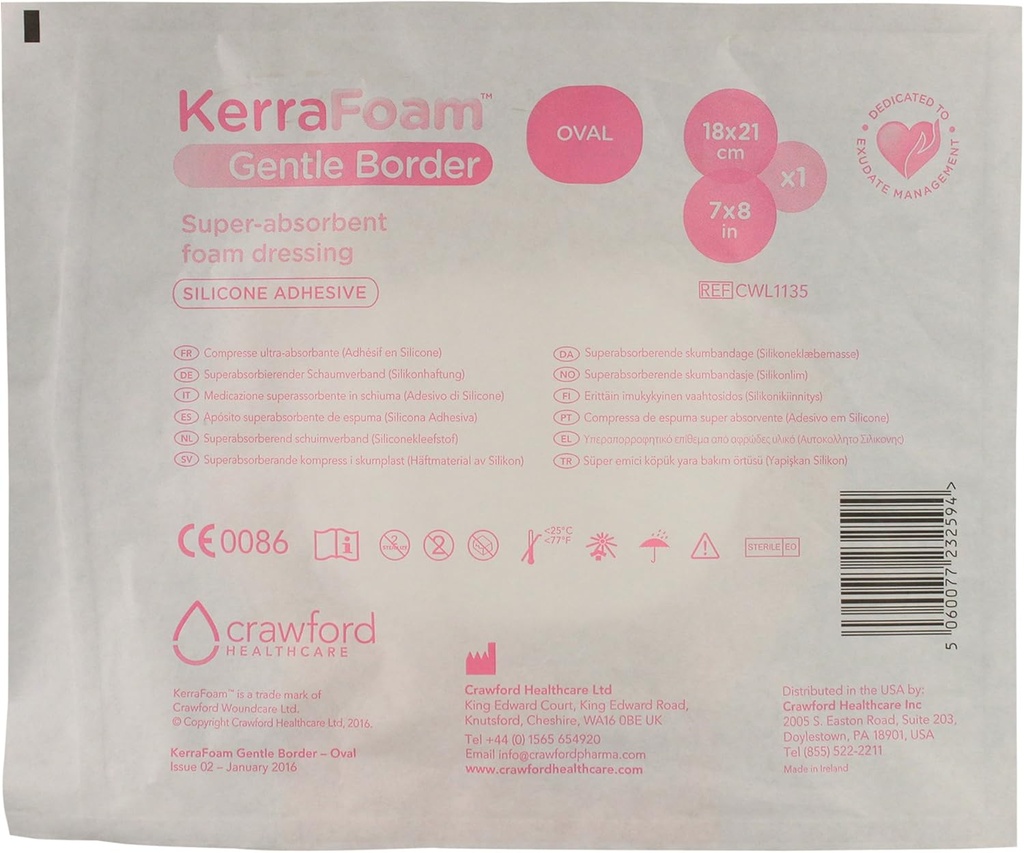 KerraFoam™
Gentle Border
Super-absorbent
foam dressing
SILICONE ADHESIVE
OVAL
18x21
cm
x1
7x8
in
DEDICATED TO
• EXUDATE MANAGEMENT •
REF CWL1135
FR Compresse ultra-absorbante (Adhésif en Silicone)
DE Superabsorbierender Schaumverband (Silikonhaftung)
IT Medicazione superassorbente in schiuma (Adesivo di Silicone)
ES Apósito superabsorbente de espuma (Silicona Adhesiva)
NL Superabsorberend schuimverband (Siliconekleefstof)
SV Superabsorberande kompress i skumplast (Häftmaterial av Silikon)
DA Superabsorberende skumbandage (Silikoneklæbemasse)
NO Superabsorberende skumbandasje (Silikonlim)
FI Erittäin imukykyinen vaahtosidos (Silikonikiinnitys)
PT Compressa de espuma super absorvente (Adesivo em Silicone)
EL Υπεραπορροφητικό επίθεμα από αφρώδες υλικό (Αυτοκόλλητο Σιλικόνης)
TR Süper emici köpük yara bakım örtüsü (Yapişkan Silikon)
CE 0086
2
STERILIZE
2
<25°C
<77°F
STERILE EO
5 060077 232594 >
crawford
HEALTHCARE
KerraFoam™ is a trade mark of
Crawford Woundcare Ltd.
© Copyright Crawford Healthcare Ltd, 2016.
KerraFoam Gentle Border – Oval
Issue 02 – January 2016
Crawford Healthcare Ltd
King Edward Court, King Edward Road,
Knutsford, Cheshire, WA16 0BE UK
Tel +44 (0) 1565 654920
Email info@crawfordpharma.com
www.crawfordhealthcare.com
Distributed in the USA by:
Crawford Healthcare Inc
2005 S. Easton Road, Suite 203,
Doylestown, PA 18901, USA
Tel (855) 522-2211
Made in Ireland